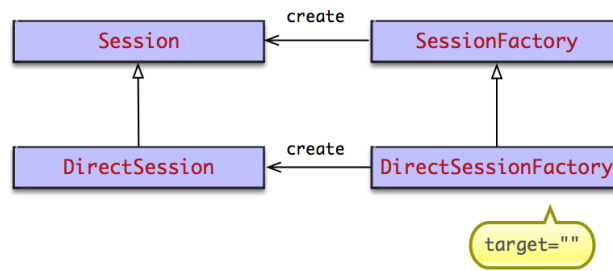 create
Session
SessionFactory
create
DirectSession
DirectSessionFactory
target=""